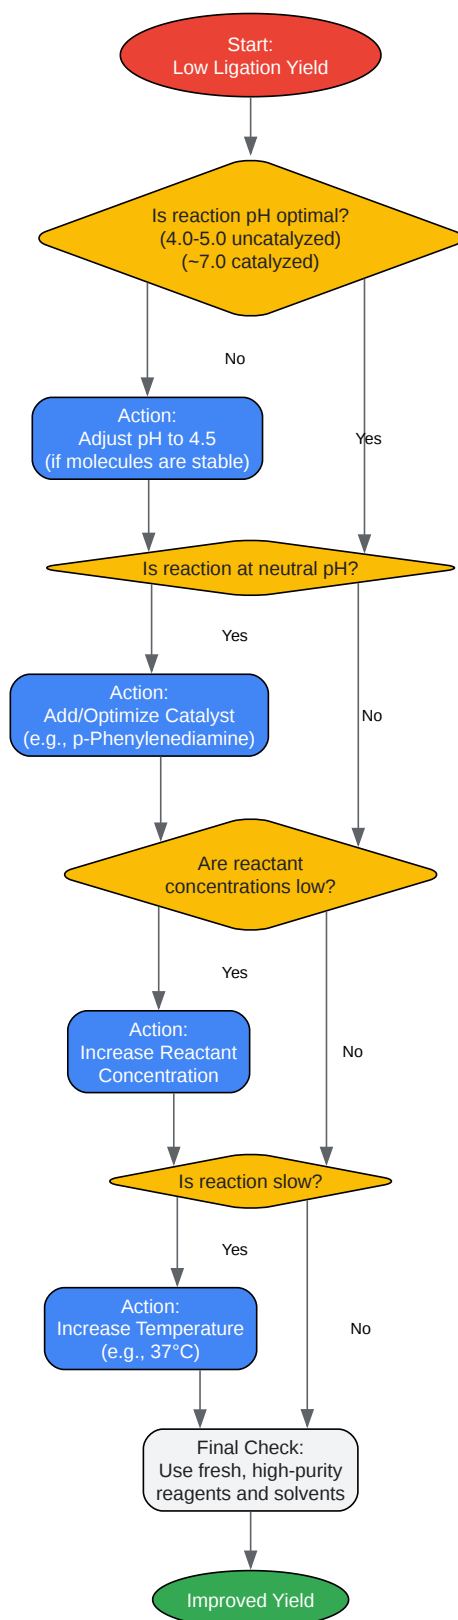 Start:
Low Ligation Yield
Is reaction pH optimal?
(4.0-5.0 uncatalyzed)
(~7.0 catalyzed)
No
Action:
Adjust pH to 4.5
(if molecules are stable)
Yes
Is reaction at neutral pH?
Yes
Action:
Add/Optimize Catalyst
(e.g., p-Phenylenediamine)
No
Are reactant
concentrations low?
Yes
Action:
Increase Reactant
Concentration
No
Is reaction slow?
Yes
Action:
Increase Temperature
(e.g., 37°C)
No
Final Check:
Use fresh, high-purity
reagents and solvents
Improved Yield